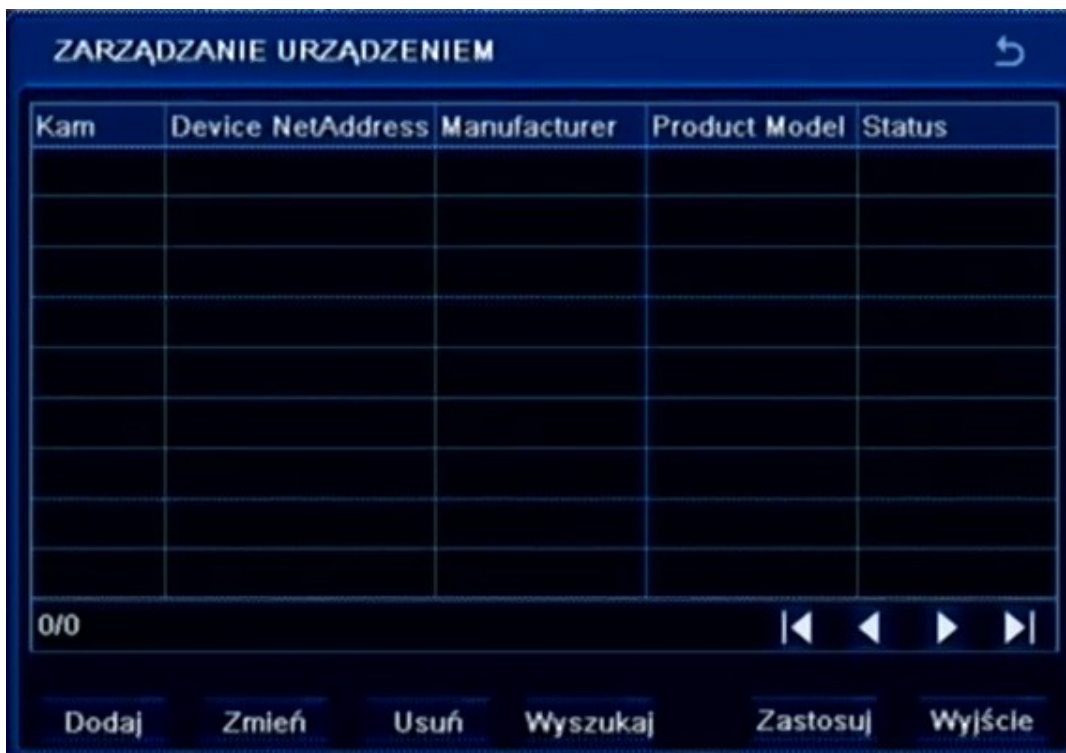 ZARZĄDZANIE URZĄDZENIEM
Kam Device NetAddress Manufacturer Product Model Status
0/0
Dodaj Zmień Usuń Wyszukaj Zastosuj Wyjście